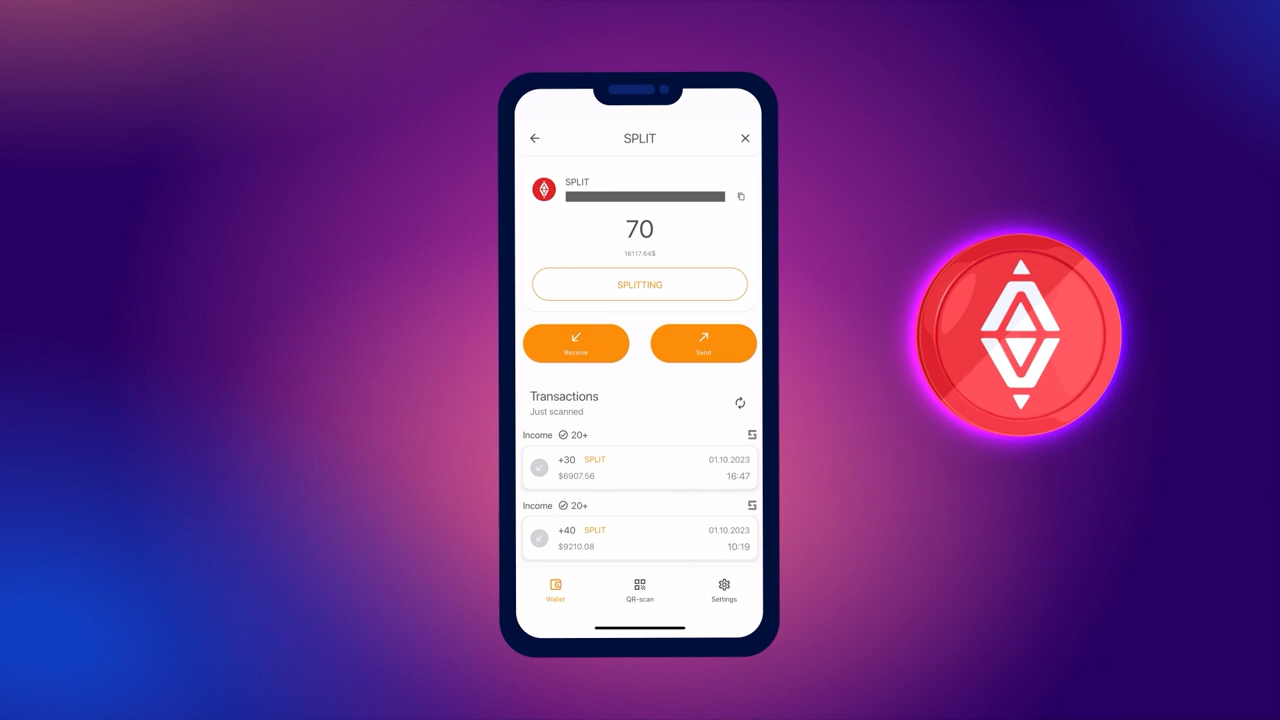 SPLIT
SPLIT
70
16117.64$
SPLITTING
Receive
Send
Transactions
Just scanned
Income 20+
+30 SPLIT 01.10.2023
$6907.56 16:47
Income 20+
+40 SPLIT 01.10.2023
$9210.08 10:19
Wallet QR-scan Settings